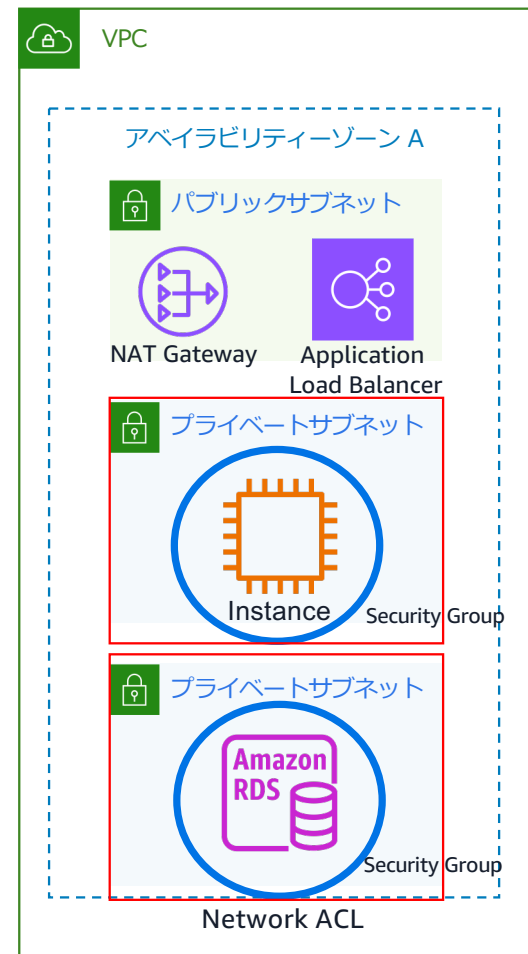 VPC
アベイラビリティーゾーン A
パブリックサブネット
NAT Gateway
Application
Load Balancer
プライベートサブネット
Instance
Security Group
プライベートサブネット
Amazon
RDS
Security Group
Network ACL